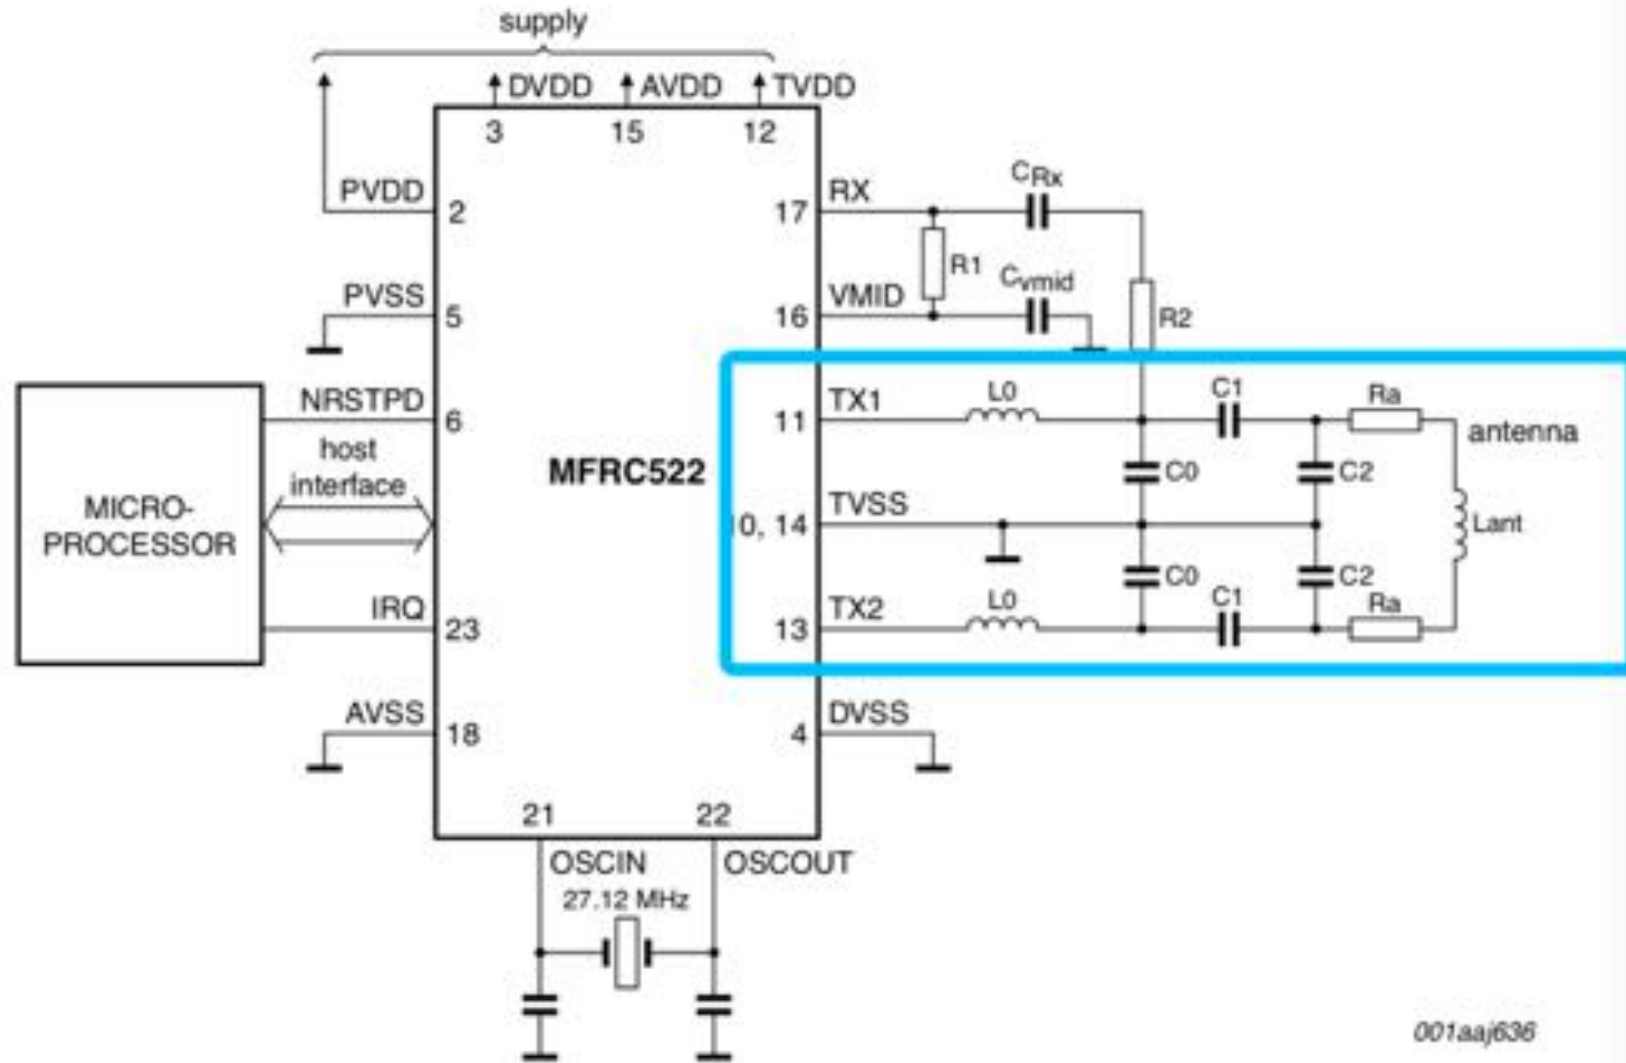 supply
DVDD
AVDD
TVDD
3
15
12
PVDD
2
17
RX
CRx
R1
Cvmid
PVSS
5
16
VMID
R2
NRSTPD
6
11
TX1
L0
C1
Ra
antenna
host
interface
MFRC522
C0
C2
MICRO-
PROCESSOR
0, 14
TVSS
Lant
C0
C2
IRQ
23
13
TX2
L0
C1
Ra
AVSS
18
4
DVSS
21
22
OSCIN
OSCOUT
27.12 MHz
001aaj636